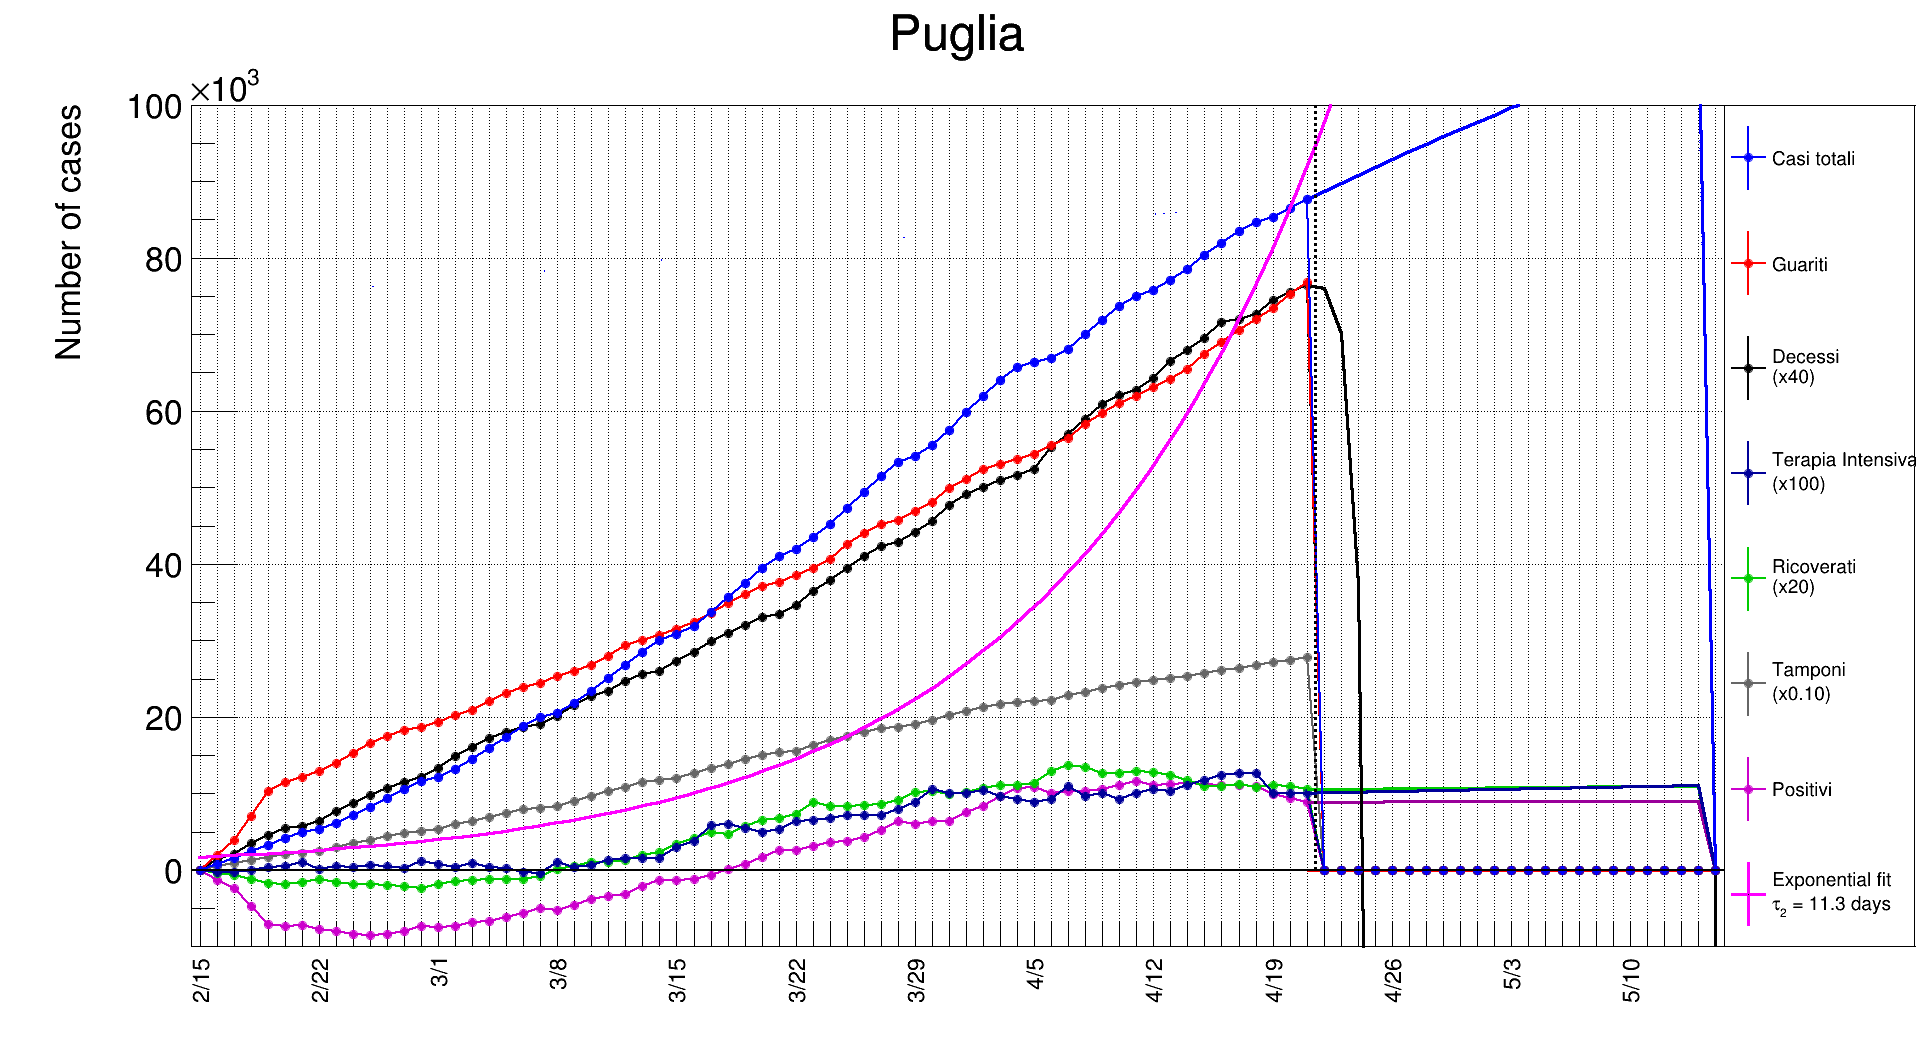 Puglia
×10³
Number of cases
100
80
60
40
20
0
2/15
2/22
3/1
3/8
3/15
3/22
3/29
4/5
4/12
4/19
4/26
5/3
5/10
Casi totali
Guariti
Decessi
(x40)
Terapia Intensiva
(x100)
Ricoverati
(x20)
Tamponi
(x0.10)
Positivi
Exponential fit
τ₂ = 11.3 days